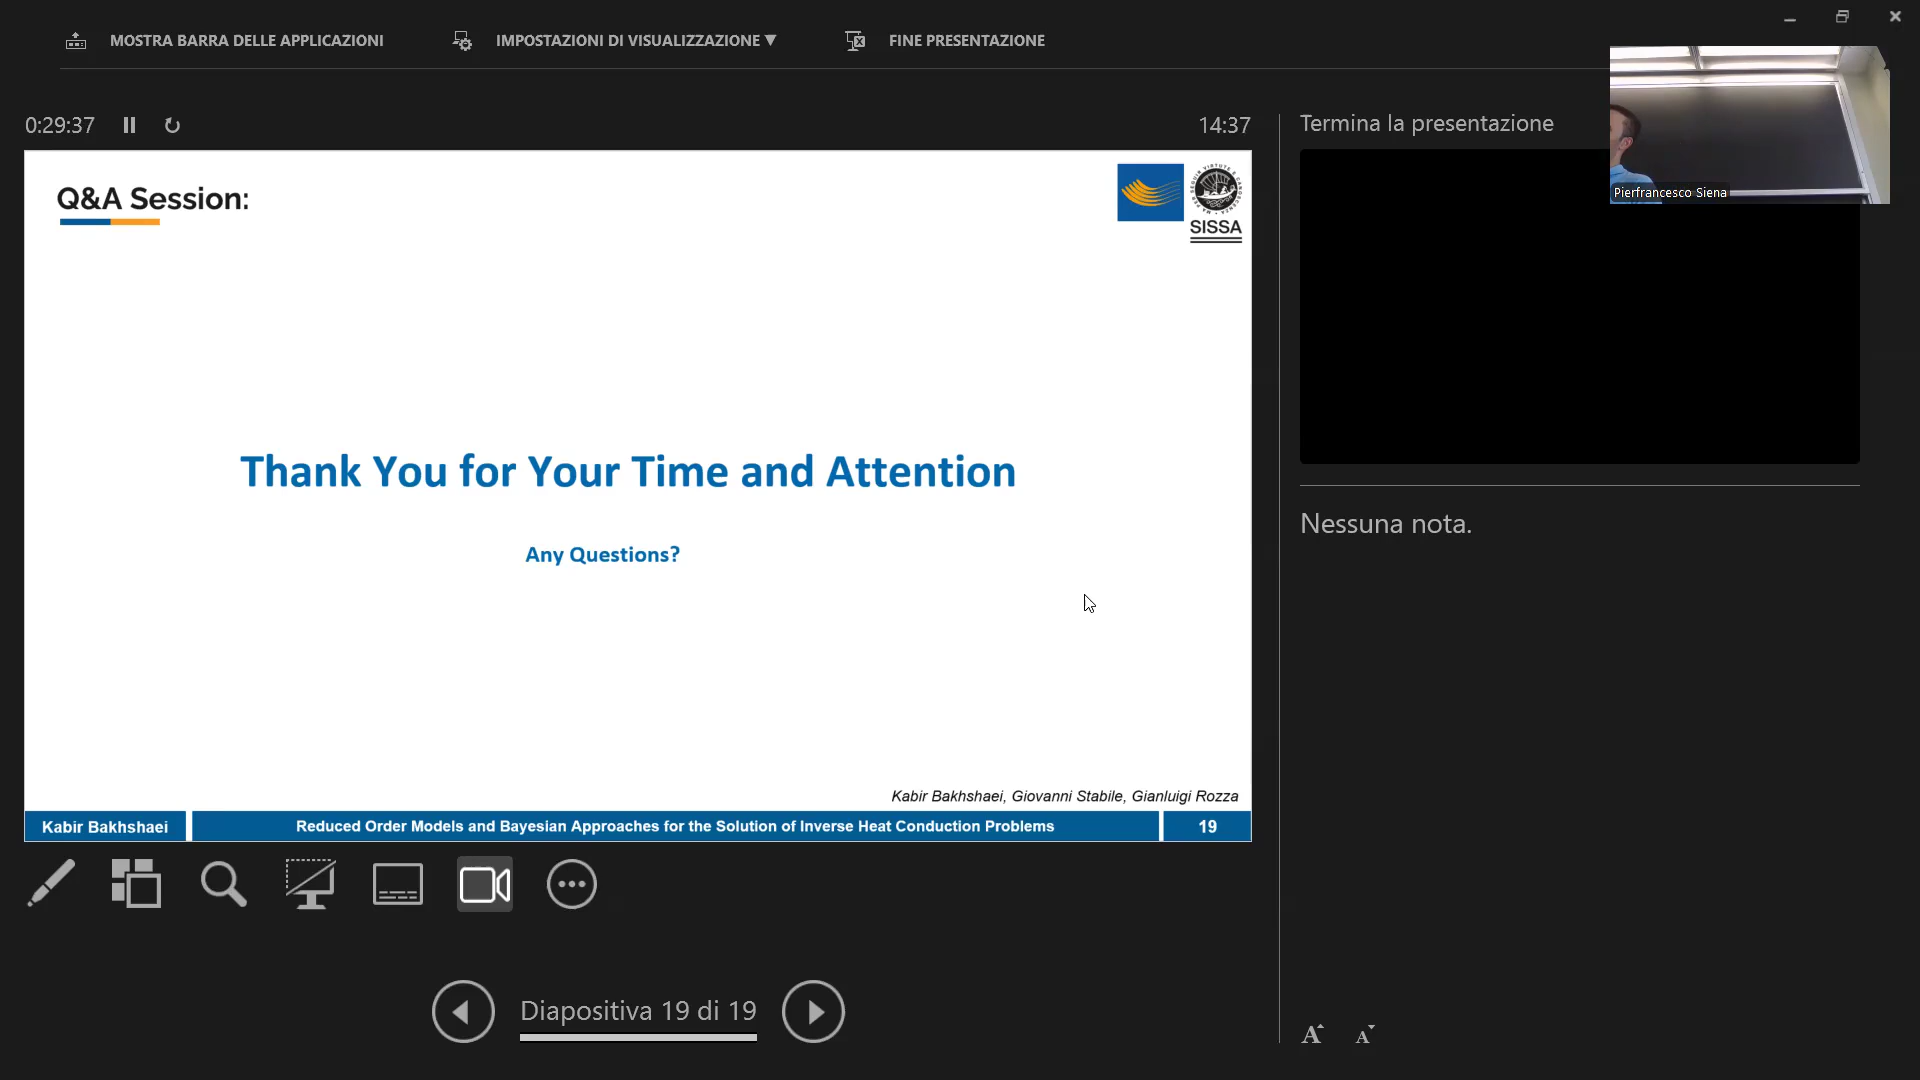 MOSTRA BARRA DELLE APPLICAZIONI
IMPOSTAZIONI DI VISUALIZZAZIONE ▼
FINE PRESENTAZIONE
0:29:37
14:37
Termina la presentazione
Pierfrancesco Siena
Q&A Session:
SISSA
Thank You for Your Time and Attention
Any Questions?
Nessuna nota.
Kabir Bakhshaei, Giovanni Stabile, Gianluigi Rozza
Kabir Bakhshaei
Reduced Order Models and Bayesian Approaches for the Solution of Inverse Heat Conduction Problems
19
Diapositiva 19 di 19
A
A